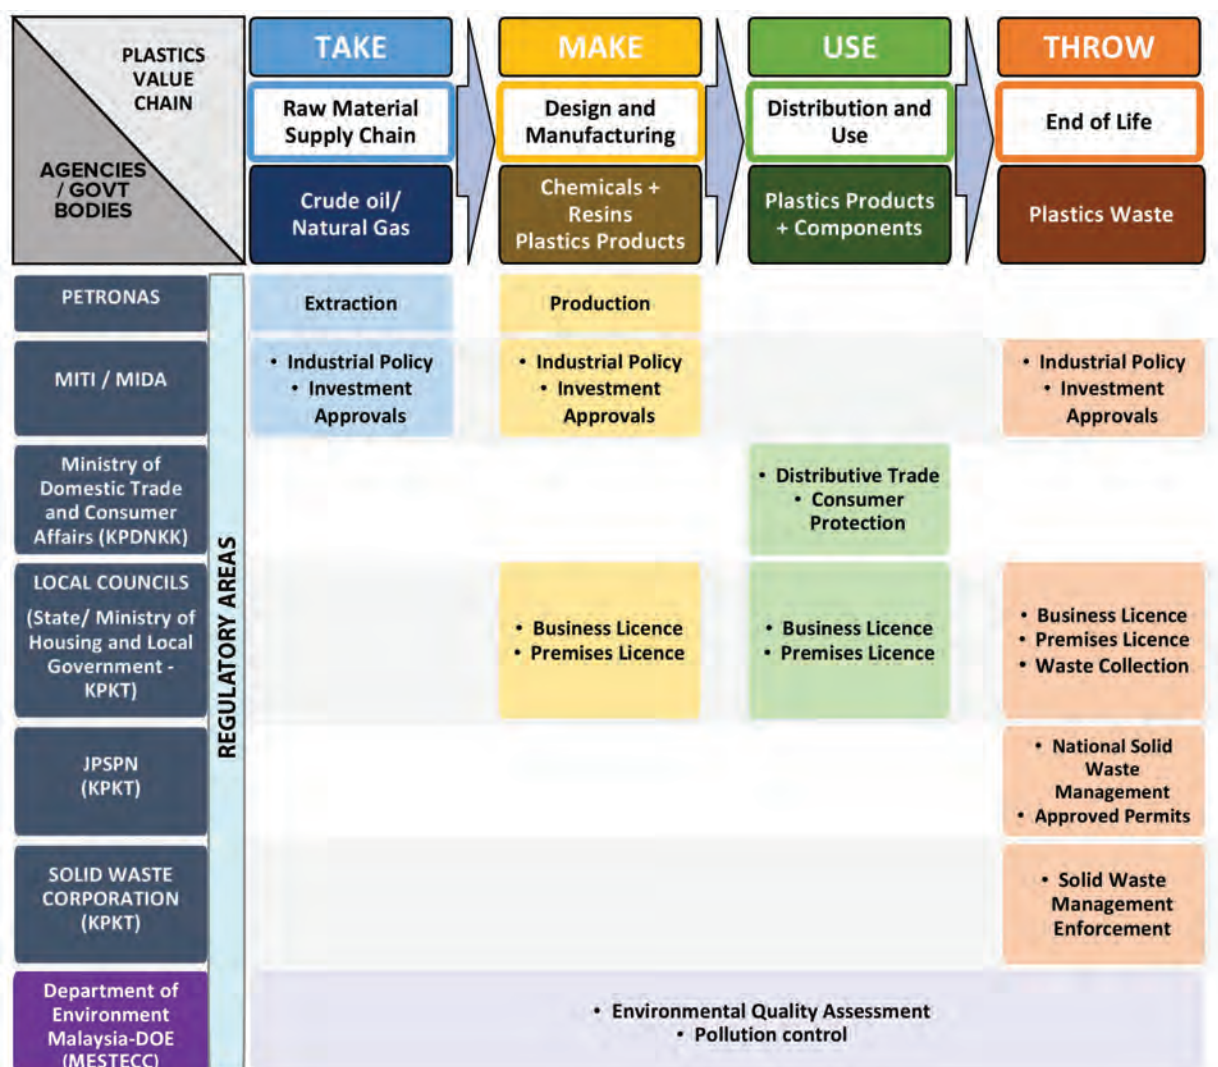 PLASTICS
VALUE
CHAIN
AGENCIES
/ GOVT
BODIES
TAKE
MAKE
USE
THROW
Raw Material
Supply Chain
Design and
Manufacturing
Distribution and
Use
End of Life
Crude oil/
Natural Gas
Chemicals +
Resins
Plastics Products
Plastics Products
+ Components
Plastics Waste
REGULATORY AREAS
PETRONAS
Extraction
Production
MITI / MIDA
• Industrial Policy
• Investment
Approvals
• Industrial Policy
• Investment
Approvals
• Industrial Policy
• Investment
Approvals
Ministry of
Domestic Trade
and Consumer
Affairs (KPDNKK)
• Distributive Trade
• Consumer
Protection
LOCAL COUNCILS
(State/ Ministry of
Housing and Local
Government -
KPKT)
• Business Licence
• Premises Licence
• Business Licence
• Premises Licence
• Business Licence
• Premises Licence
• Waste Collection
JPSPN
(KPKT)
• National Solid
Waste
Management
• Approved Permits
SOLID WASTE
CORPORATION
(KPKT)
• Solid Waste
Management
Enforcement
Department of
Environment
Malaysia-DOE
(MESTECC)
• Environmental Quality Assessment
• Pollution control